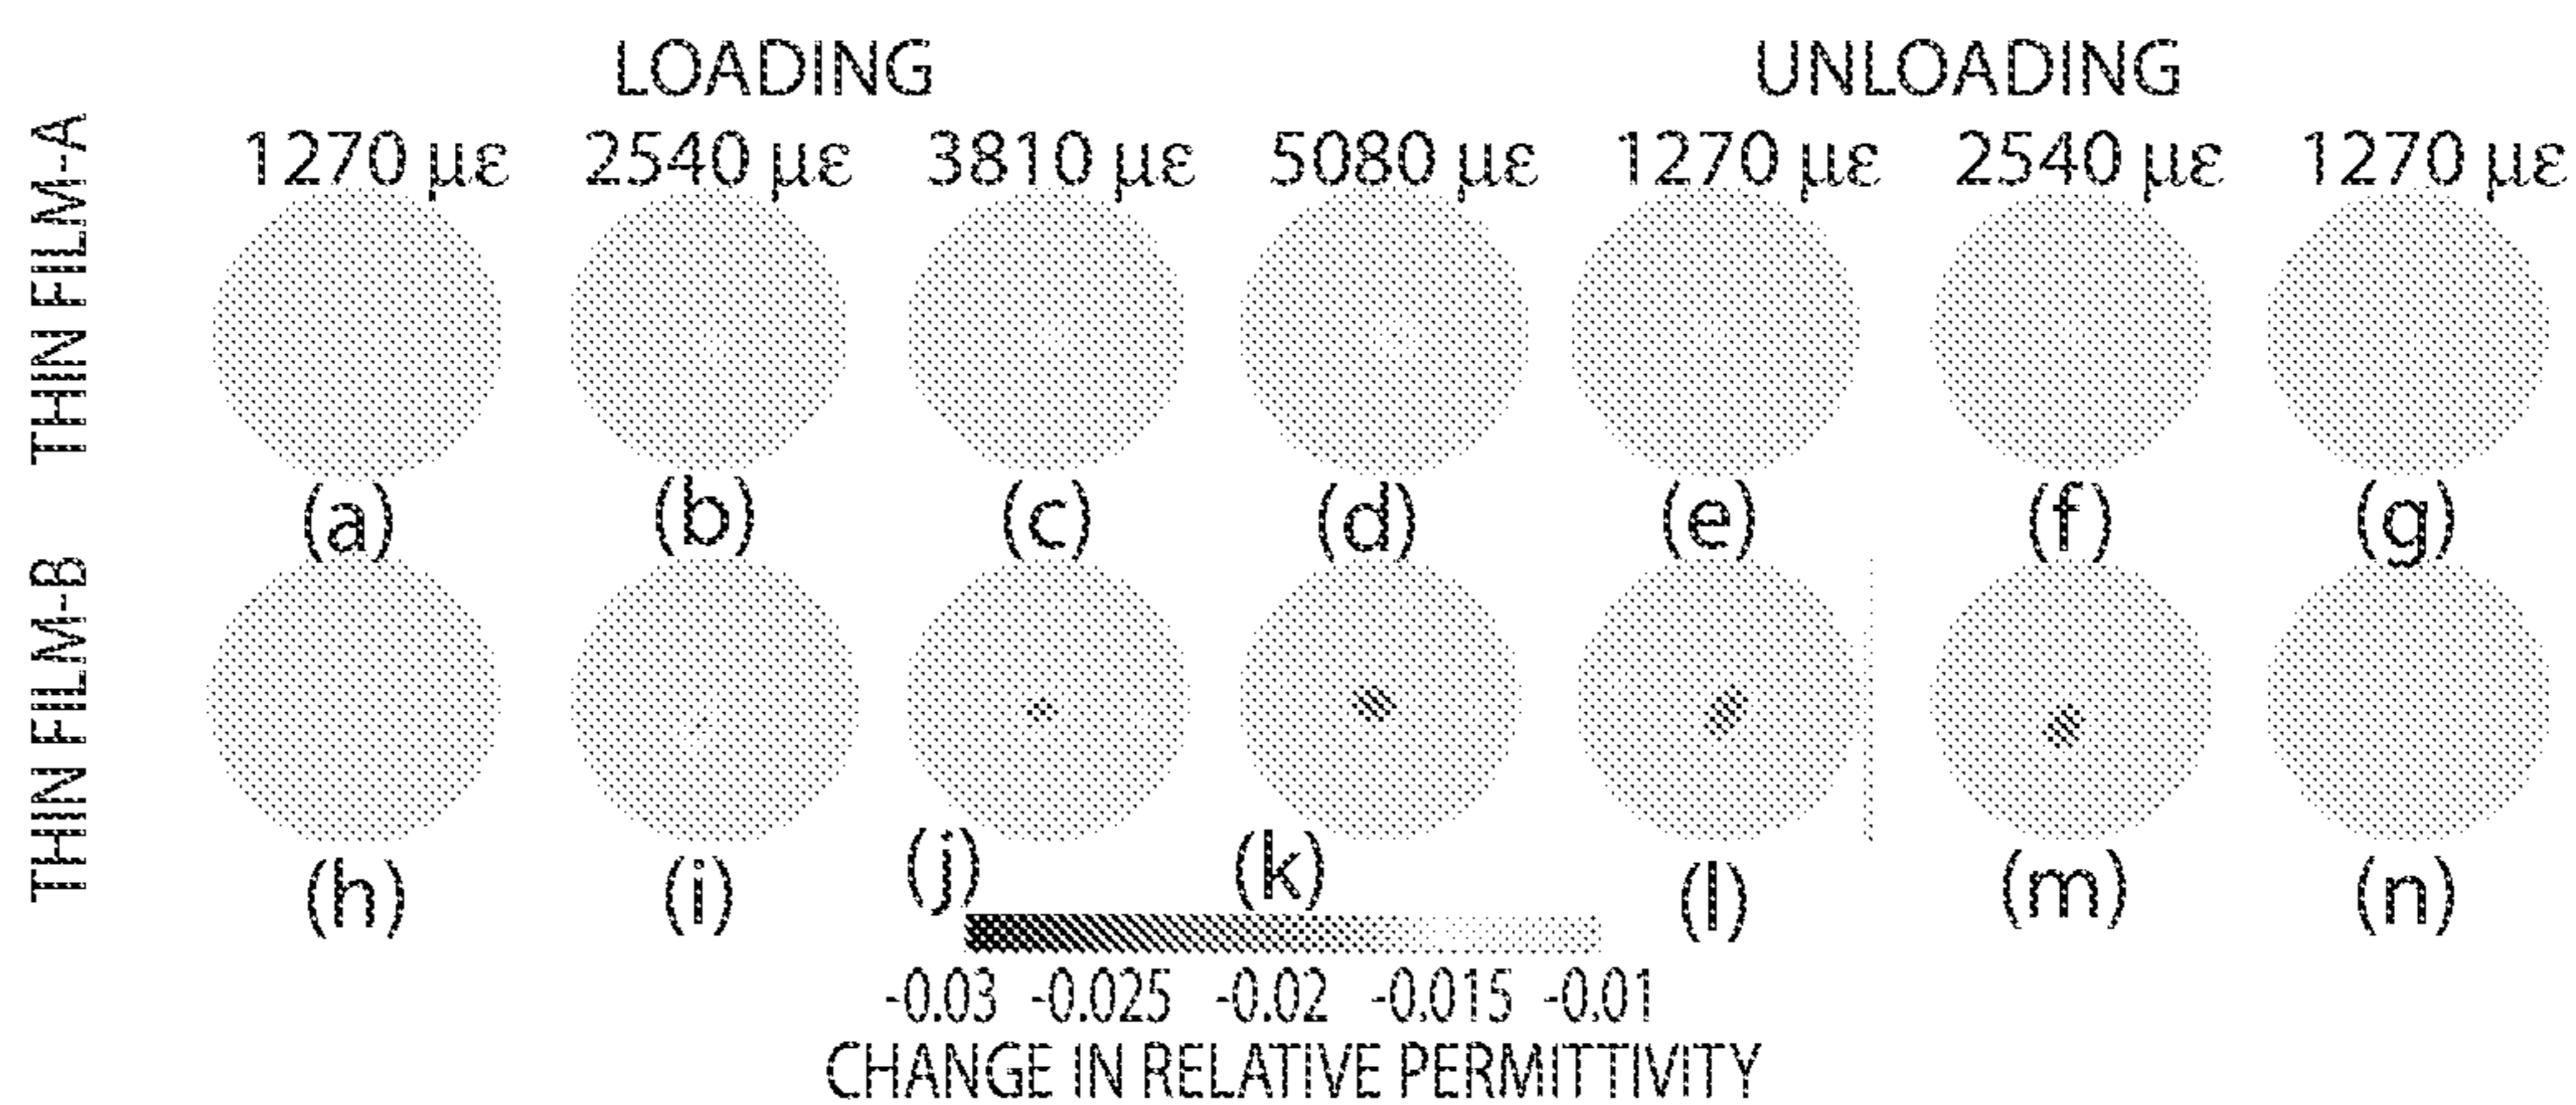 LOADING UNLOADING
THIN FILM-A
1270 με 2540 με 3810 με 5080 με 1270 με 2540 με 1270 με
(a) (b) (c) (d) (e) (f) (g)
THIN FILM-B
(h) (i) (j) (k) (l) (m) (n)
-0.03 -0.025 -0.02 -0.015 -0.01
CHANGE IN RELATIVE PERMITTIVITY